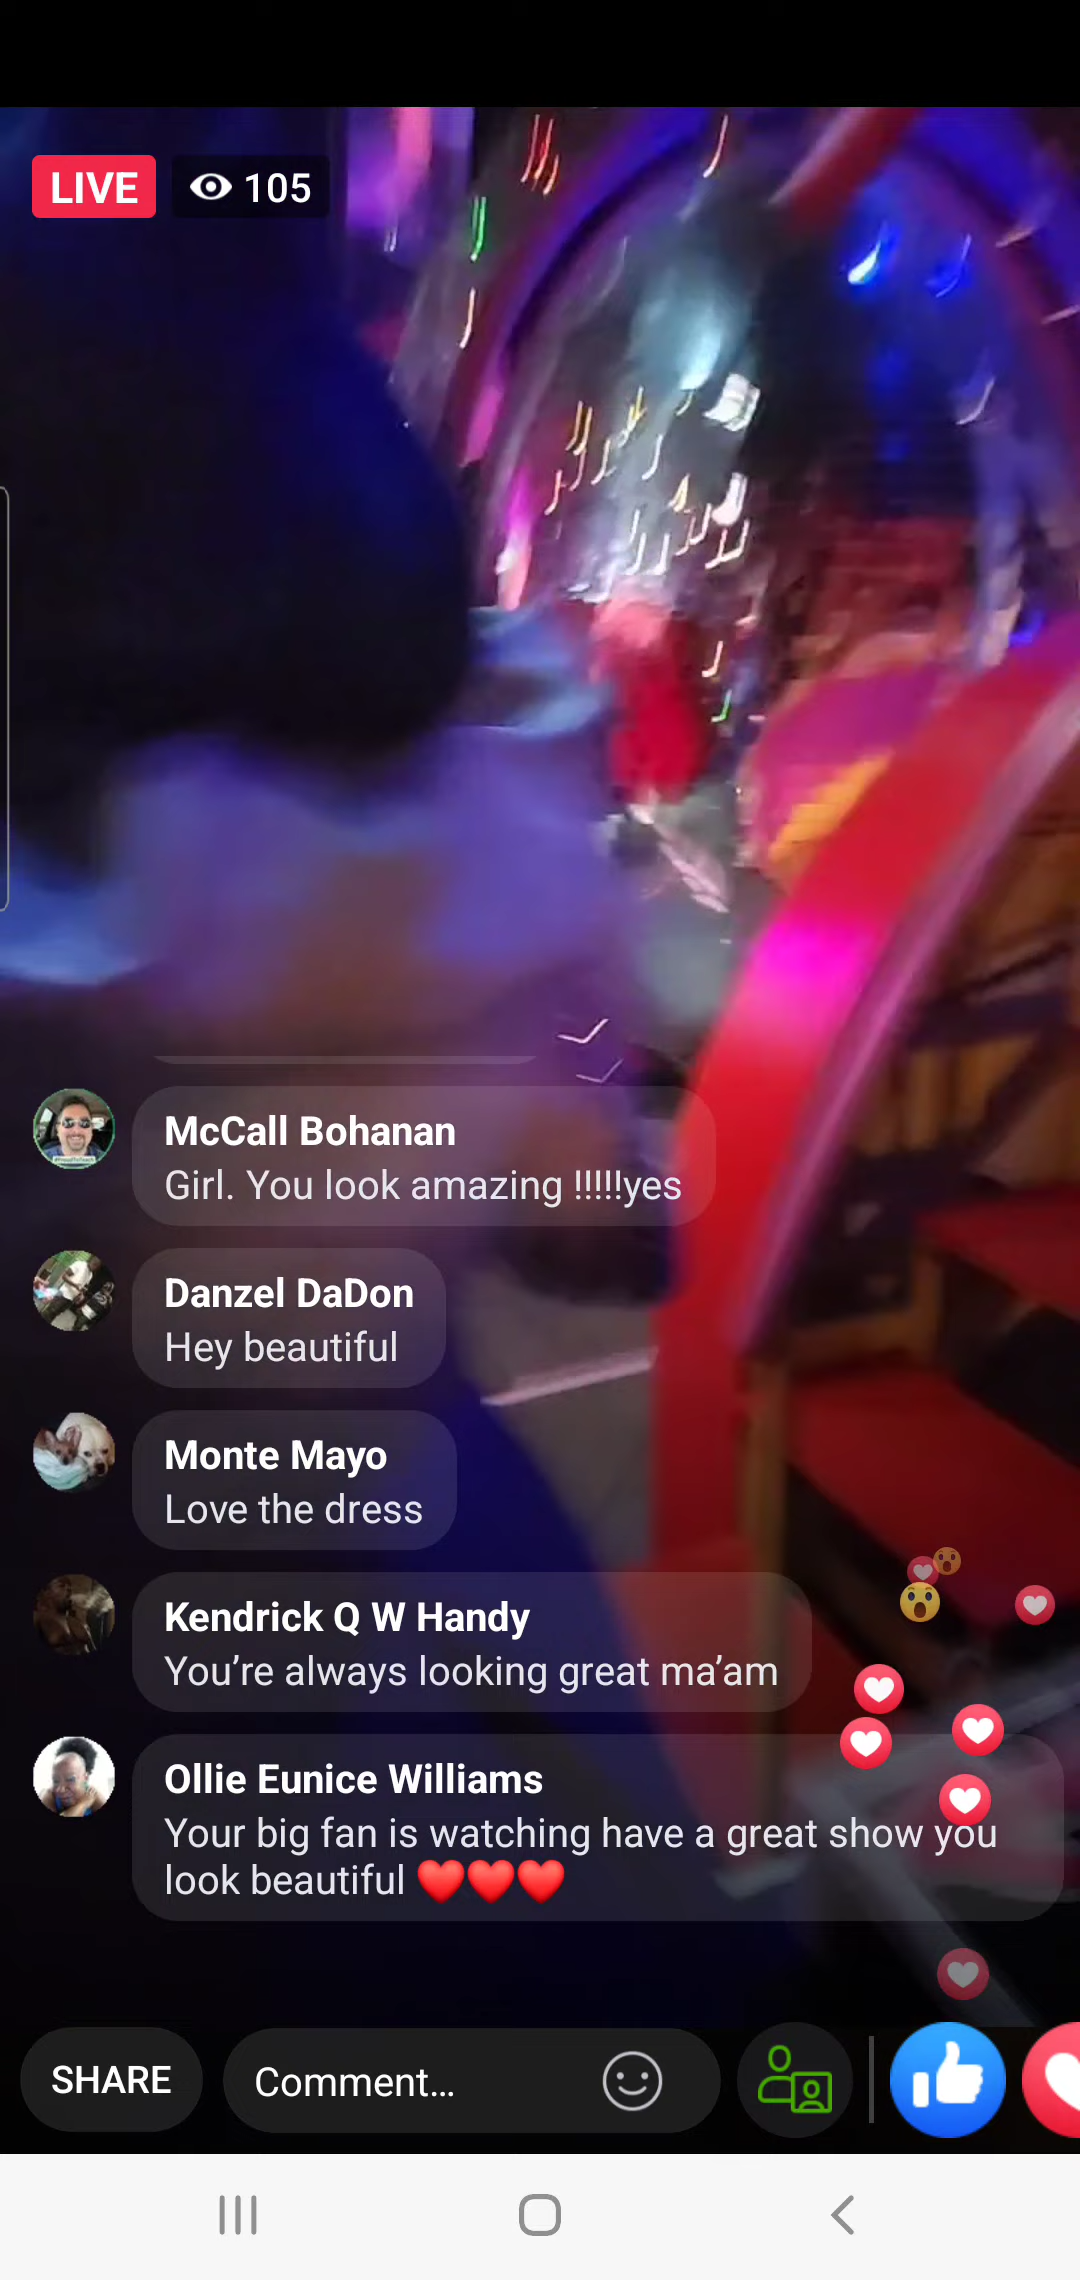 LIVE 105
McCall Bohanan
Girl. You look amazing !!!!!yes
Danzel DaDon
Hey beautiful
Monte Mayo
Love the dress
Kendrick Q W Handy
You’re always looking great ma’am
Ollie Eunice Williams
Your big fan is watching have a great show you
look beautiful ❤️❤️❤️
SHARE Comment...